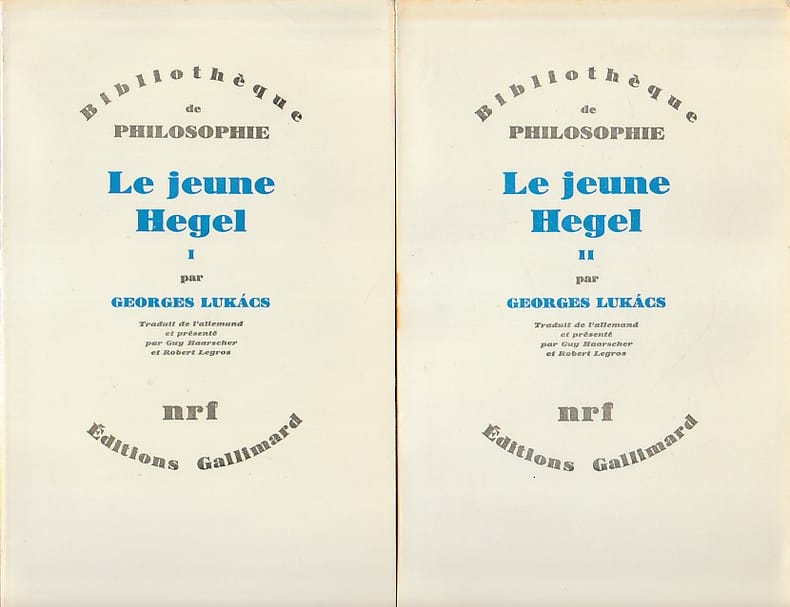 Bibliothèque
de
PHILOSOPHIE
Le jeune
Hegel
I
par
GEORGES LUKÁCS
Traduit de l'allemand
et présenté
par Guy Haarscher
et Robert Legros
nrf
Éditions Gallimard
Bibliothèque
de
PHILOSOPHIE
Le jeune
Hegel
II
par
GEORGES LUKÁCS
Traduit de l'allemand
et présenté
par Guy Haarscher
et Robert Legros
nrf
Éditions Gallimard